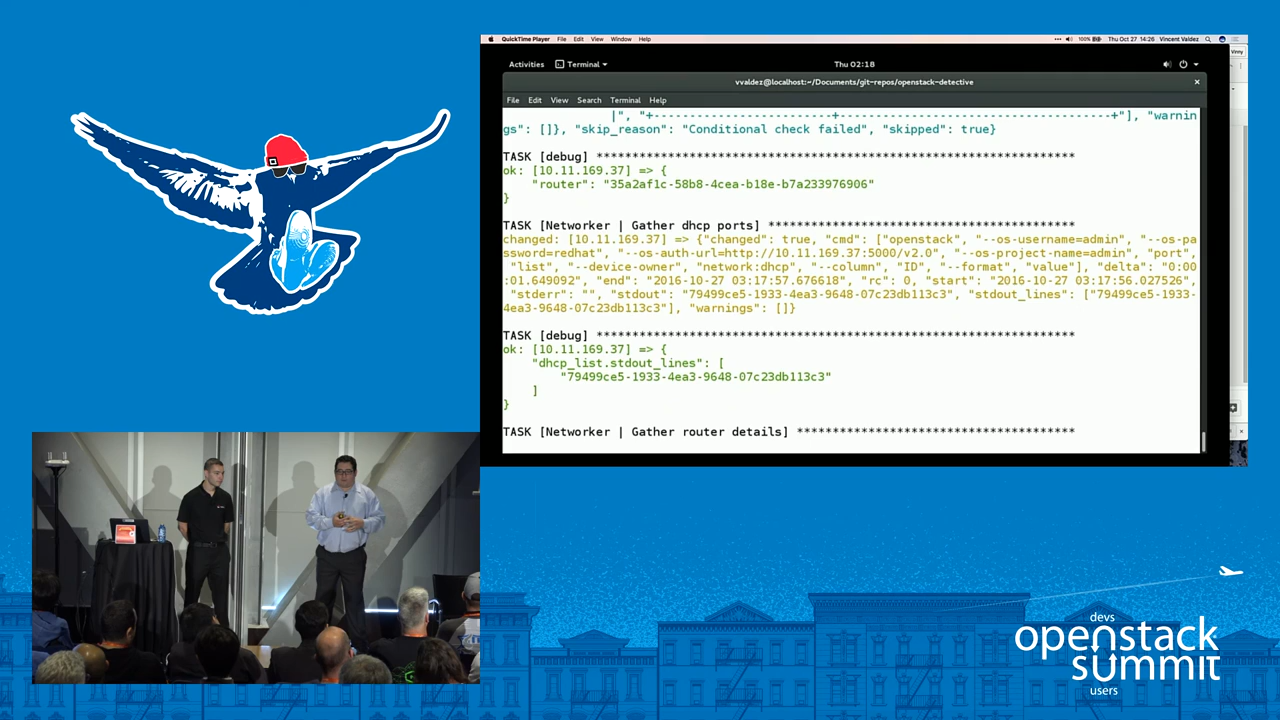 QuickTime Player File Edit View Window Help
100% Thu Oct 27 14:26 Vincent Valdez
Vinny
Activities Terminal Thu 02:18
vvaldez@localhost:~/Documents/git-repos/openstack-detective
File Edit View Search Terminal Help
|", "+--------------------------+--------------------------------------+"], "warnin
gs": []}, "skip_reason": "Conditional check failed", "skipped": true}
TASK [debug] *******************************************************************
ok: [10.11.169.37] => {
"router": "35a2af1c-58b8-4cea-b18e-b7a233976906"
}
TASK [Networker | Gather dhcp ports] *******************************************
changed: [10.11.169.37] => {"changed": true, "cmd": ["openstack", "--os-username=admin", "--os-pa
ssword=redhat", "--os-auth-url=http://10.11.169.37:5000/v2.0", "--os-project-name=admin", "port",
"list", "--device-owner", "network:dhcp", "--column", "ID", "--format", "value"], "delta": "0:00
:01.649092", "end": "2016-10-27 03:17:57.676618", "rc": 0, "start": "2016-10-27 03:17:56.027526",
"stderr": "", "stdout": "79499ce5-1933-4ea3-9648-07c23db113c3", "stdout_lines": ["79499ce5-1933-
4ea3-9648-07c23db113c3"], "warnings": []}
TASK [debug] *******************************************************************
ok: [10.11.169.37] => {
"dhcp_list.stdout_lines": [
"79499ce5-1933-4ea3-9648-07c23db113c3"
]
}
TASK [Networker | Gather router details] ***************************************
devs
openstack
summit
users